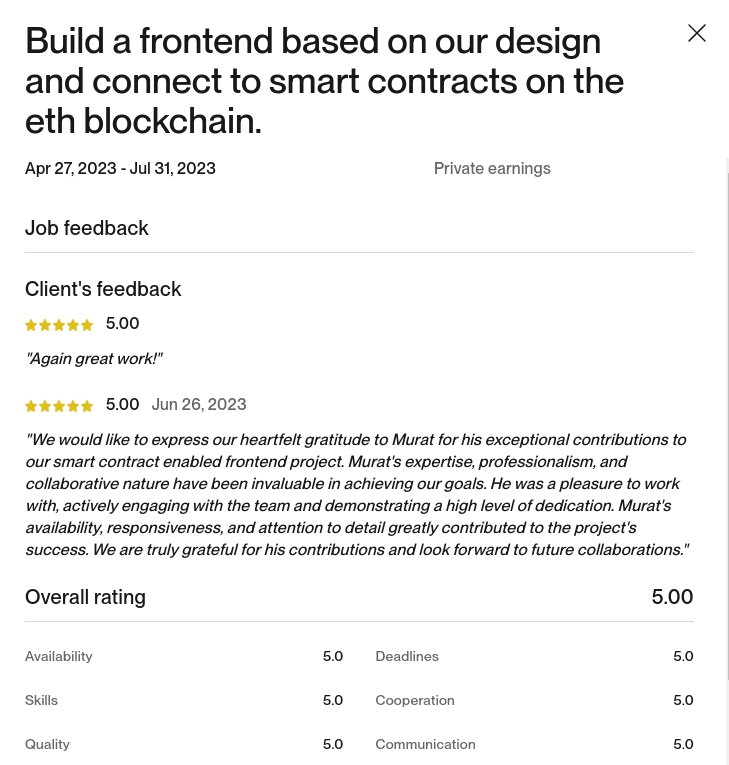 Build a frontend based on our design
and connect to smart contracts on the
eth blockchain.
Apr 27, 2023 - Jul 31, 2023
Private earnings
Job feedback
Client's feedback
5.00
"Again great work!"
5.00 Jun 26, 2023
"We would like to express our heartfelt gratitude to Murat for his exceptional contributions to
our smart contract enabled frontend project. Murat's expertise, professionalism, and
collaborative nature have been invaluable in achieving our goals. He was a pleasure to work
with, actively engaging with the team and demonstrating a high level of dedication. Murat's
availability, responsiveness, and attention to detail greatly contributed to the project's
success. We are truly grateful for his contributions and look forward to future collaborations."
Overall rating 5.00
Availability 5.0 Deadlines 5.0
Skills 5.0 Cooperation 5.0
Quality 5.0 Communication 5.0